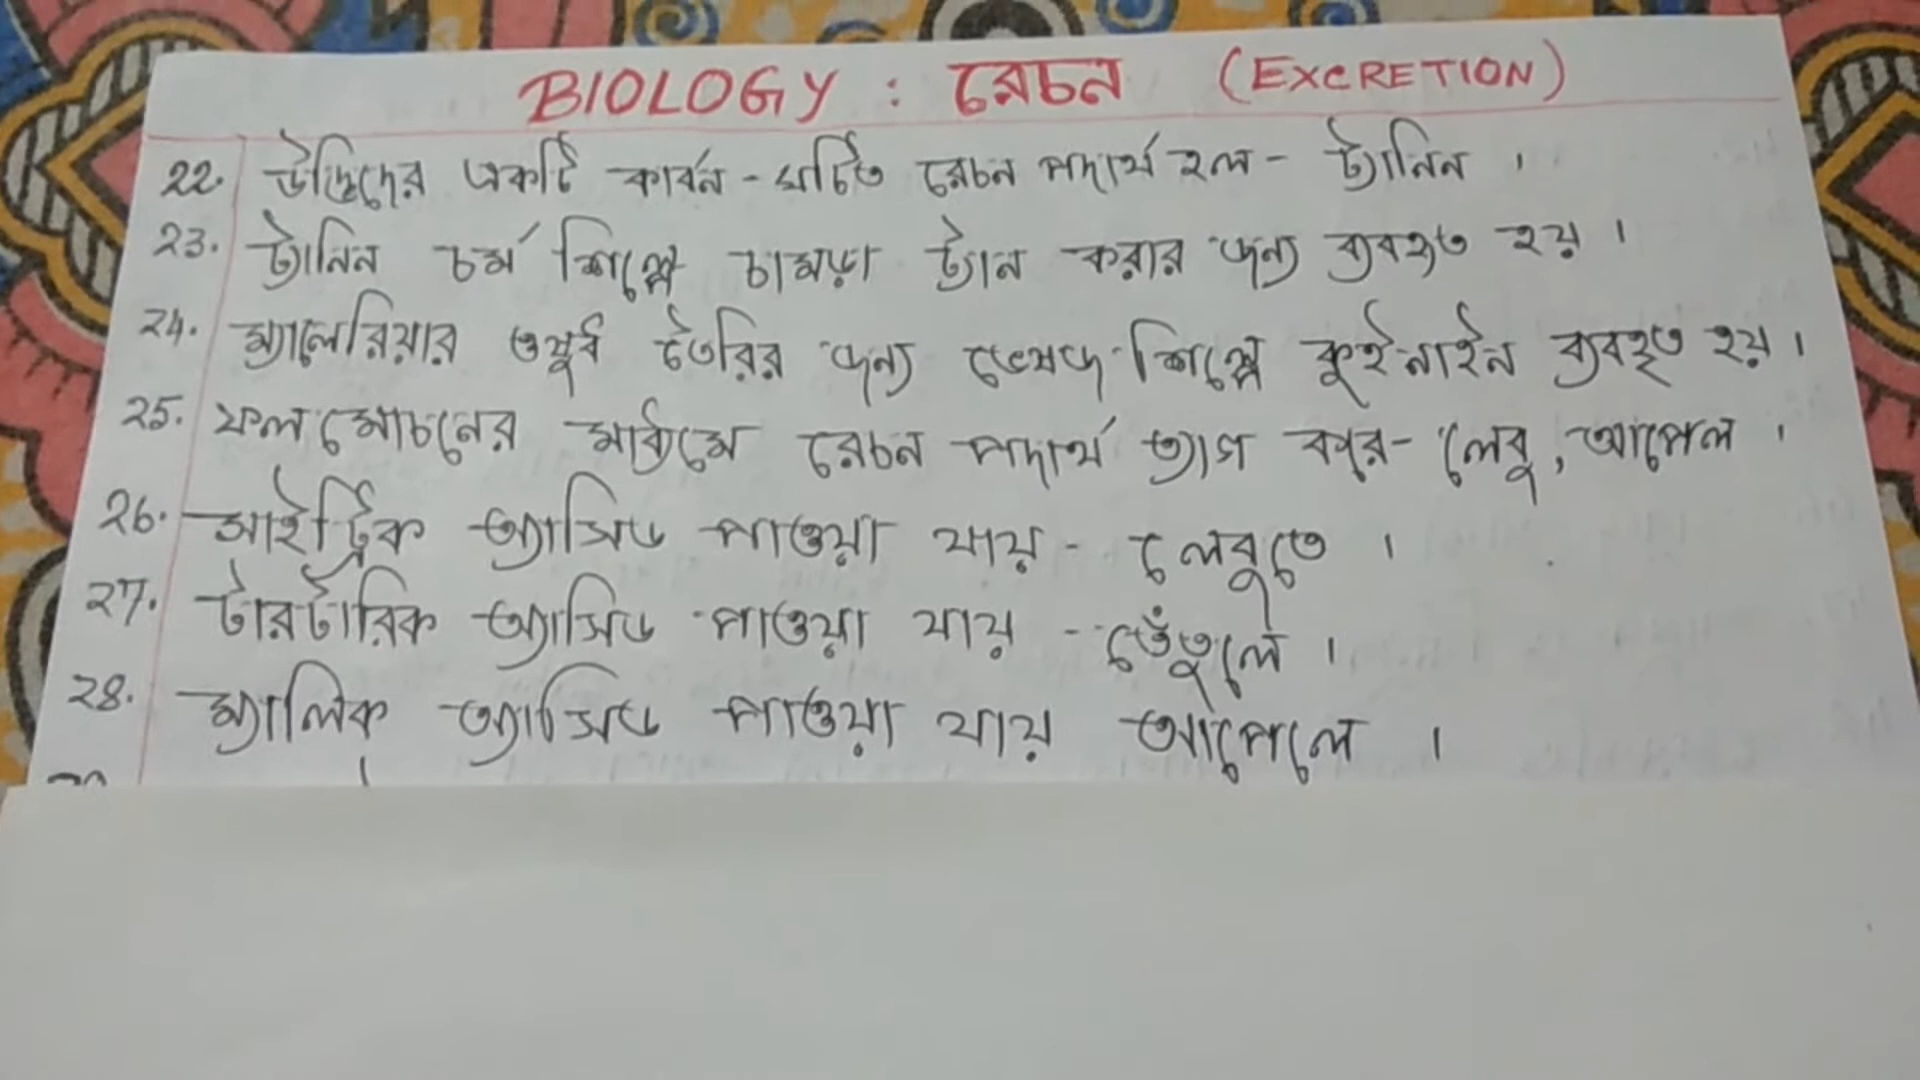 BIOLOGY : রেচন (EXCRETION)
22. উদ্ভিদের একটি কার্বন - ঘটিত রেচন পদার্থ হল - ট্যানিন ।
23. ট্যানিন চর্ম শিল্পে চামড়া ট্যান করার জন্য ব্যবহৃত হয় ।
24. ম্যালেরিয়ার ওষুধ তৈরির জন্য ভেষজ শিল্পে কুইনাইন ব্যবহৃত হয় ।
25. ফল মোচনের মাধ্যমে রেচন পদার্থ ত্যাগ করে - লেবু, আপেল ।
26. সাইট্রিক অ্যাসিড পাওয়া যায় - লেবুতে ।
27. টারটারিক অ্যাসিড পাওয়া যায় - তেঁতুলে ।
28. ম্যালিক অ্যাসিড পাওয়া যায় আপেলে ।